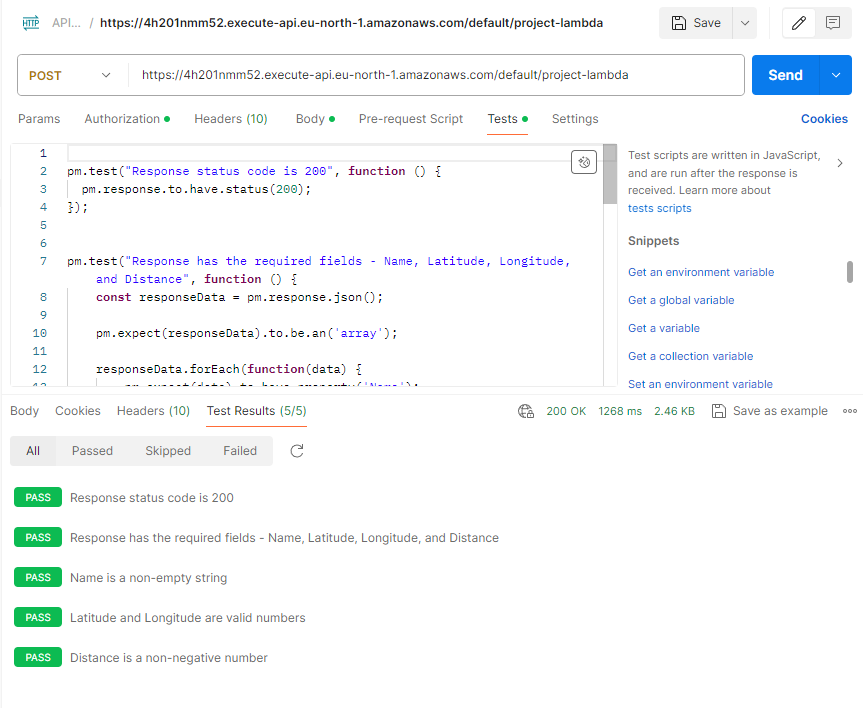 HTTP API... / https://4h201nmm52.execute-api.eu-north-1.amazonaws.com/default/project-lambda Save
POST https://4h201nmm52.execute-api.eu-north-1.amazonaws.com/default/project-lambda Send
Params Authorization Headers (10) Body Pre-request Script Tests Settings Cookies
1
2 pm.test("Response status code is 200", function () {
3 pm.response.to.have.status(200);
4 });
5
6
7 pm.test("Response has the required fields - Name, Latitude, Longitude,
and Distance", function () {
8 const responseData = pm.response.json();
9
10 pm.expect(responseData).to.be.an('array');
11
12 responseData.forEach(function(data) {
13 pm.expect(data).to.have.property('Name');
Test scripts are written in JavaScript,
and are run after the response is
received. Learn more about
tests scripts
Snippets
Get an environment variable
Get a global variable
Get a variable
Get a collection variable
Set an environment variable
Body Cookies Headers (10) Test Results (5/5) 200 OK 1268 ms 2.46 KB Save as example
All Passed Skipped Failed
PASS Response status code is 200
PASS Response has the required fields - Name, Latitude, Longitude, and Distance
PASS Name is a non-empty string
PASS Latitude and Longitude are valid numbers
PASS Distance is a non-negative number